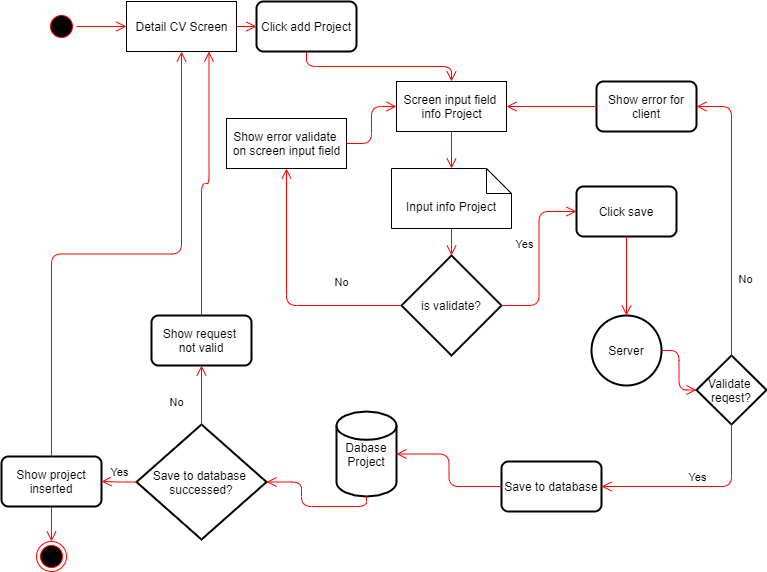 Detail CV Screen
Click add Project
Screen input field
info Project
Show error for
client
Show error validate
on screen input field
Input info Project
Click save
Yes
No
is validate?
No
Show request
not valid
Server
Validate
reqest?
No
Dabase
Project
Show project
inserted
Yes
Save to database
successed?
Save to database
Yes